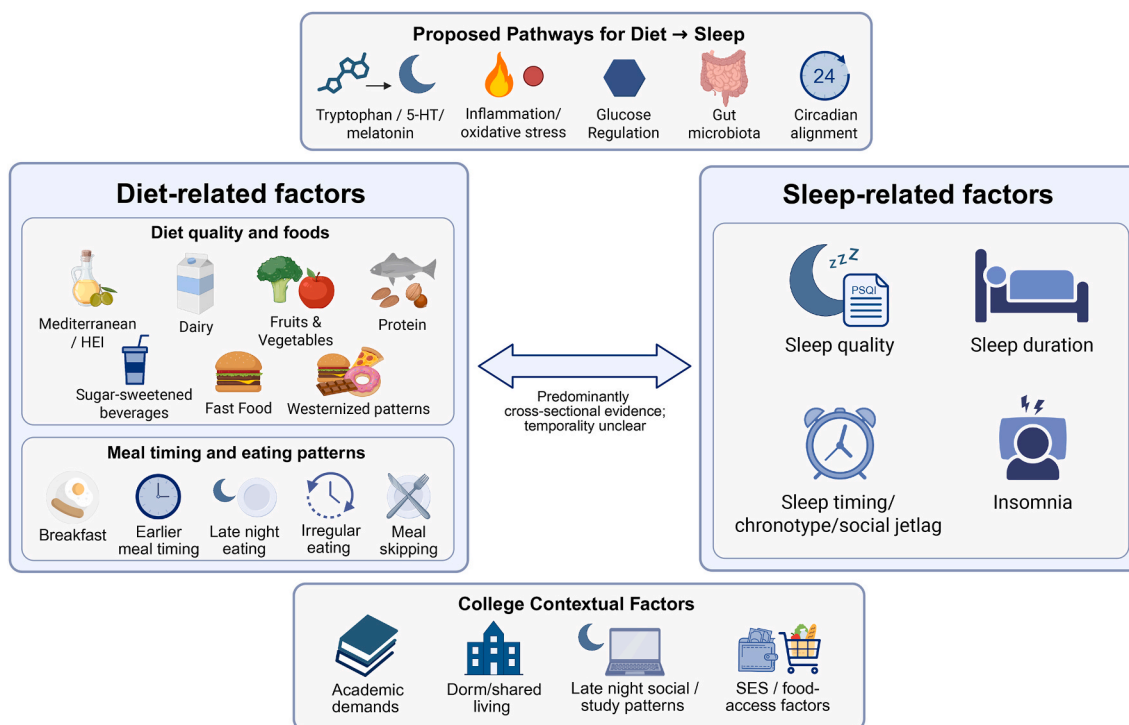 Proposed Pathways for Diet → Sleep
Tryptophan / 5-HT/
melatonin
Inflammation/
oxidative stress
Glucose
Regulation
Gut
microbiota
24
Circadian
alignment
Diet-related factors
Diet quality and foods
Mediterranean
/ HEI
Dairy
Fruits &
Vegetables
Protein
Sugar-sweetened
beverages
Fast Food
Westernized patterns
Meal timing and eating patterns
Breakfast
Earlier
meal timing
Late night
eating
Irregular
eating
Meal
skipping
Predominantly
cross-sectional evidence;
temporality unclear
Sleep-related factors
zzz
PSQI
Sleep quality
Sleep duration
Sleep timing/
chronotype/social jetlag
Insomnia
College Contextual Factors
Academic
demands
Dorm/shared
living
Late night social /
study patterns
SES / food-
access factors